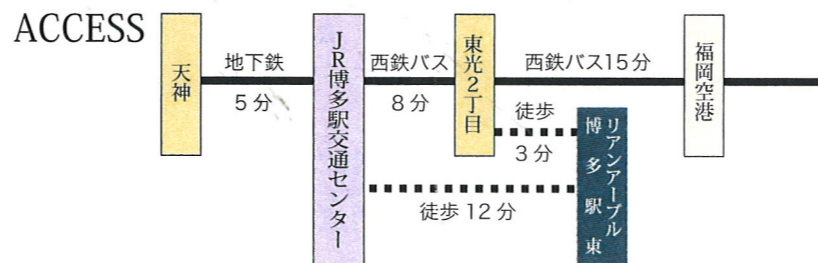 ACCESS
天神
地下鉄
5分
JR博多駅交通センター
西鉄バス
8分
東光2丁目
西鉄バス15分
福岡空港
徒歩
3分
リアンアーブル
博多駅東
徒歩12分